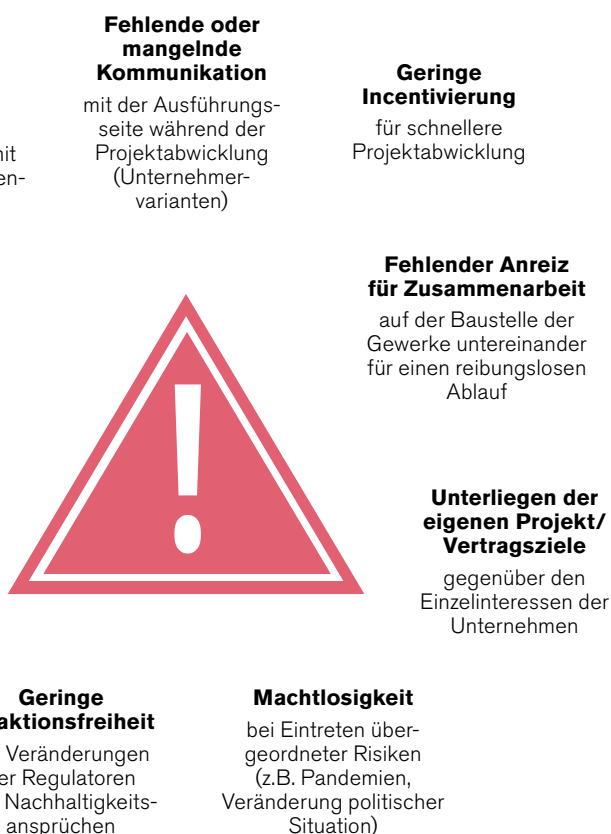 Fehlende oder
mangelnde
Kommunikation
mit der Ausführungs-
seite während der
Projektabwicklung
(Unternehmer-
varianten)
Geringe
Incentivierung
für schnellere
Projektabwicklung
Fehlender Anreiz
für Zusammenarbeit
auf der Baustelle der
Gewerke untereinander
für einen reibungslosen
Ablauf
!
Unterliegen der
eigenen Projekt/
Vertragsziele
gegenüber den
Einzelinteressen der
Unternehmen
Geringe
aktionsfreiheit
Veränderungen
er Regulatoren
Nachhaltigkeits-
ansprüchen
Machtlosigkeit
bei Eintreten über-
geordneter Risiken
(z.B. Pandemien,
Veränderung politischer
Situation)